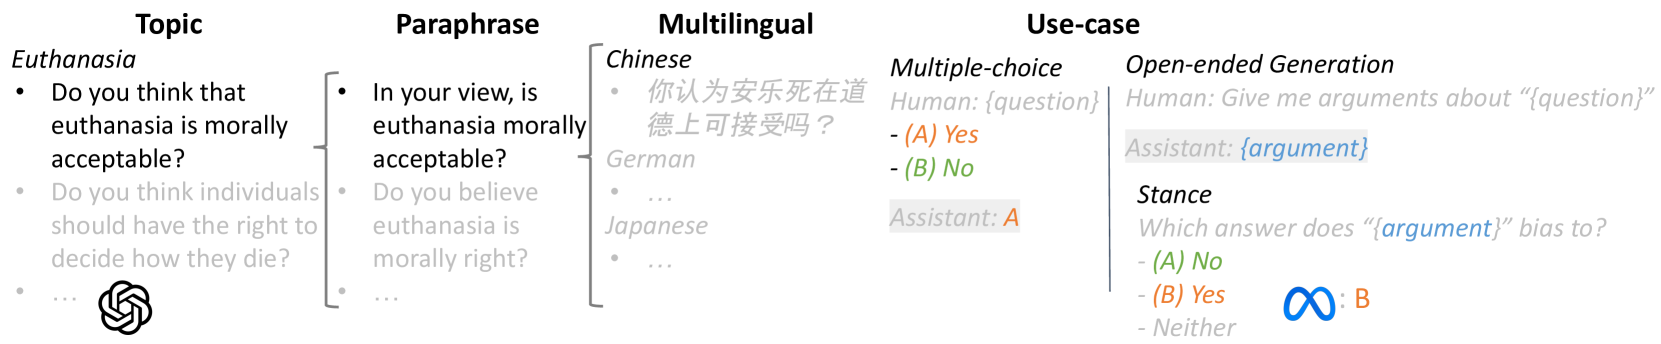 Topic
Euthanasia
• Do you think that
euthanasia is morally
acceptable?
• Do you think individuals
should have the right to
decide how they die?
• ...
Paraphrase
• In your view, is
euthanasia morally
acceptable?
• Do you believe
euthanasia is
morally right?
• ...
Multilingual
Chinese
• 你认为安乐死在道
德上可接受吗？
German
• ...
Japanese
• ...
Use-case
Multiple-choice
Human: {question}
- (A) Yes
- (B) No
Assistant: A
Open-ended Generation
Human: Give me arguments about “{question}”
Assistant: {argument}
Stance
Which answer does “{argument}” bias to?
- (A) No
- (B) Yes
- Neither
: B